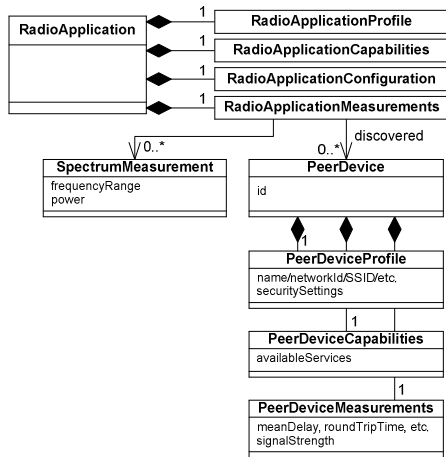 RadioApplication
1 RadioApplicationProfile
1 RadioApplicationCapabilities
1 RadioApplicationConfiguration
1 RadioApplicationMeasurements
discovered
0..* 0..*
SpectrumMeasurement
frequencyRange
power
PeerDevice
id
1
PeerDeviceProfile
name/networkId/SSID/etc.
securitySettings
1
PeerDeviceCapabilities
availableServices
1
PeerDeviceMeasurements
meanDelay, roundTripTime, etc.
signalStrength